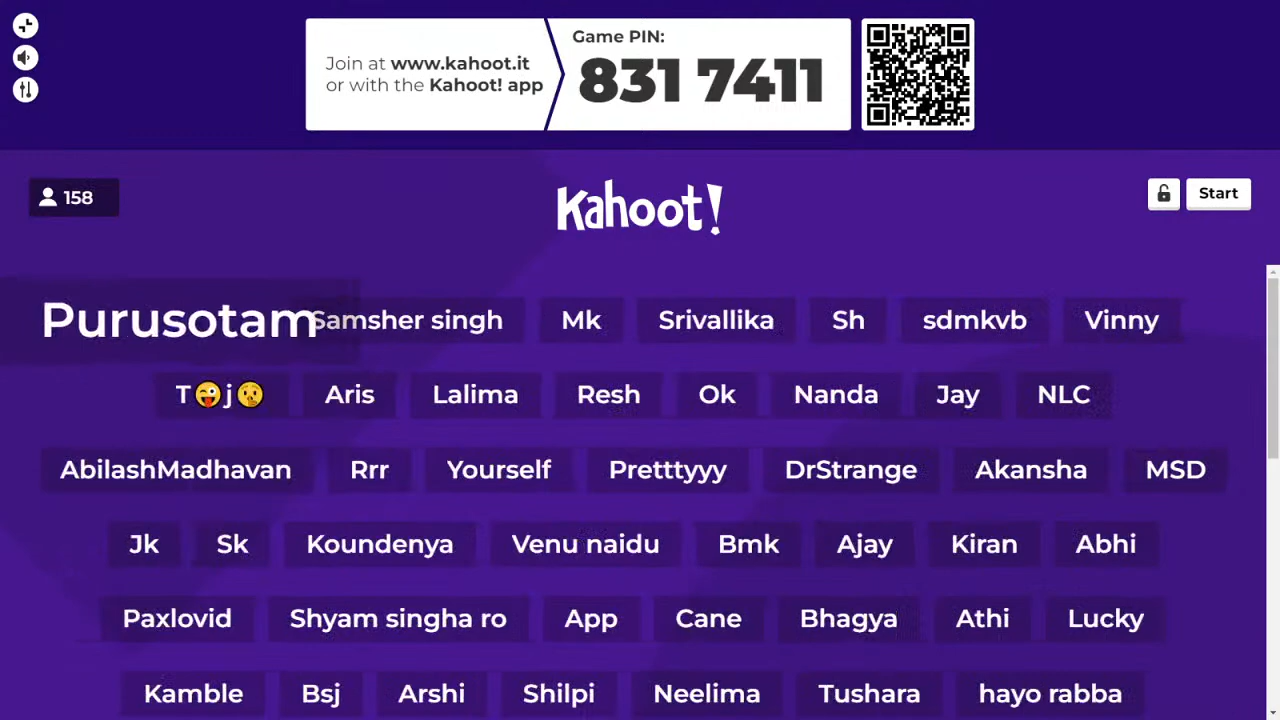 Join at www.kahoot.it
or with the Kahoot! app
Game PIN:
831 7411
158
Kahoot!
Start
Purusotam Samsher singh Mk Srivallika Sh sdmkvb Vinny
T😜j🤫 Aris Lalima Resh Ok Nanda Jay NLC
AbilashMadhavan Rrr Yourself Pretttyyy DrStrange Akansha MSD
Jk Sk Koundenya Venu naidu Bmk Ajay Kiran Abhi
Paxlovid Shyam singha ro App Cane Bhagya Athi Lucky
Kamble Bsj Arshi Shilpi Neelima Tushara hayo rabba